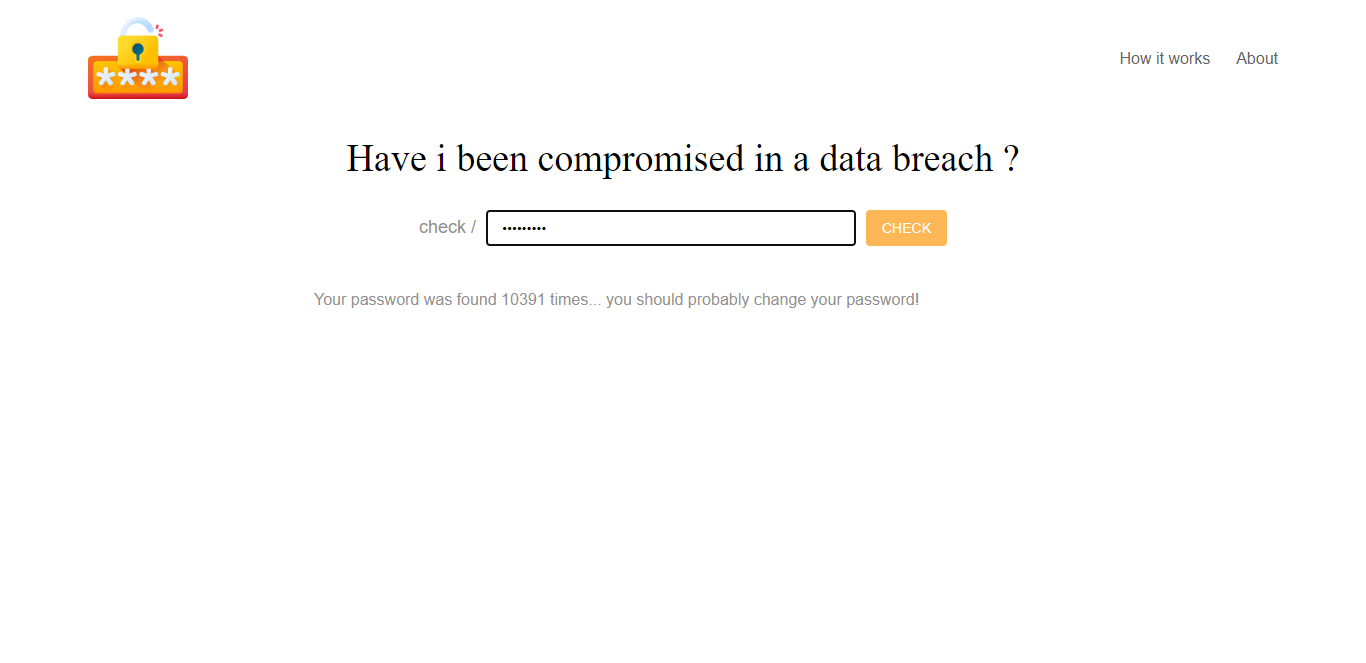 ****
How it works About
Have i been compromised in a data breach ?
check / ••••••••• CHECK
Your password was found 10391 times... you should probably change your password!